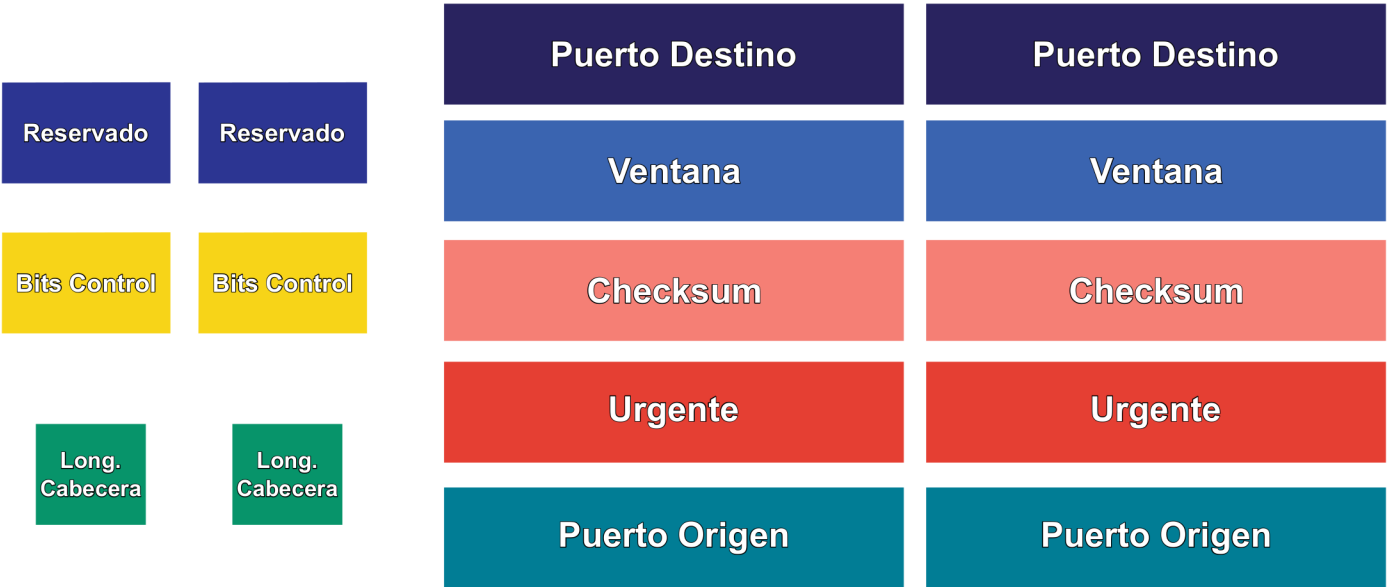 Puerto Destino
Puerto Destino
Reservado
Reservado
Ventana
Ventana
Bits Control
Bits Control
Checksum
Checksum
Urgente
Urgente
Long.
Cabecera
Long.
Cabecera
Puerto Origen
Puerto Origen